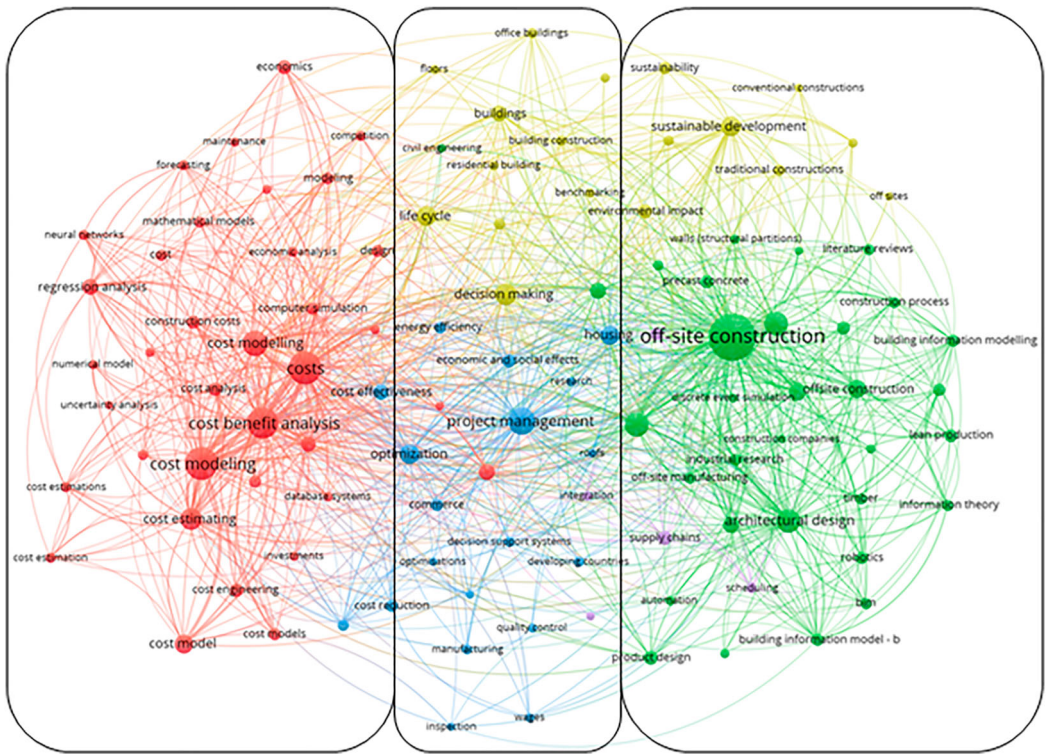 office buildings
economics
floors
sustainability
conventional constructions
buildings
sustainable development
competition
maintenance
civil engineering
building construction
forecasting
residential building
traditional constructions
modeling
benchmarking
off sites
life cycle
environmental impact
mathematical models
neural networks
walls (structural partitions)
cost
economic analysis
design
literature reviews
regression analysis
precast concrete
decision making
construction process
computer simulation
construction costs
energy efficiency
housing
off-site construction
cost modelling
building information modelling
numerical model
costs
economic and social effects
research
cost analysis
cost effectiveness
offsite construction
discrete event simulation
uncertainty analysis
cost benefit analysis
project management
construction companies
lean production
optimization
roofs
industrial research
cost modeling
off-site manufacturing
cost estimations
database systems
integration
commerce
timber
information theory
cost estimating
architectural design
supply chains
decision support systems
cost estimation
investments
optimisations
developing countries
robotics
cost engineering
scheduling
cost reduction
automation
bim
quality control
cost models
cost model
building information model - b
manufacturing
product design
wages
inspection